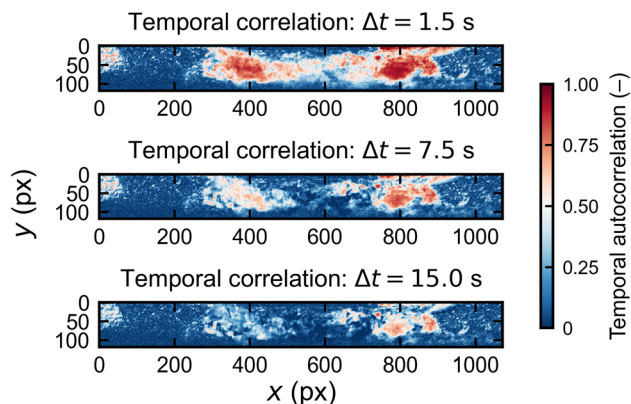 Temporal correlation: Δt = 1.5 s
0
50
100
0 200 400 600 800 1000
Temporal correlation: Δt = 7.5 s
0
50
100
0 200 400 600 800 1000
Temporal correlation: Δt = 15.0 s
0
50
100
0 200 400 600 800 1000
x (px)
y (px)
1.00
0.75
0.50
0.25
0
Temporal autocorrelation (−)